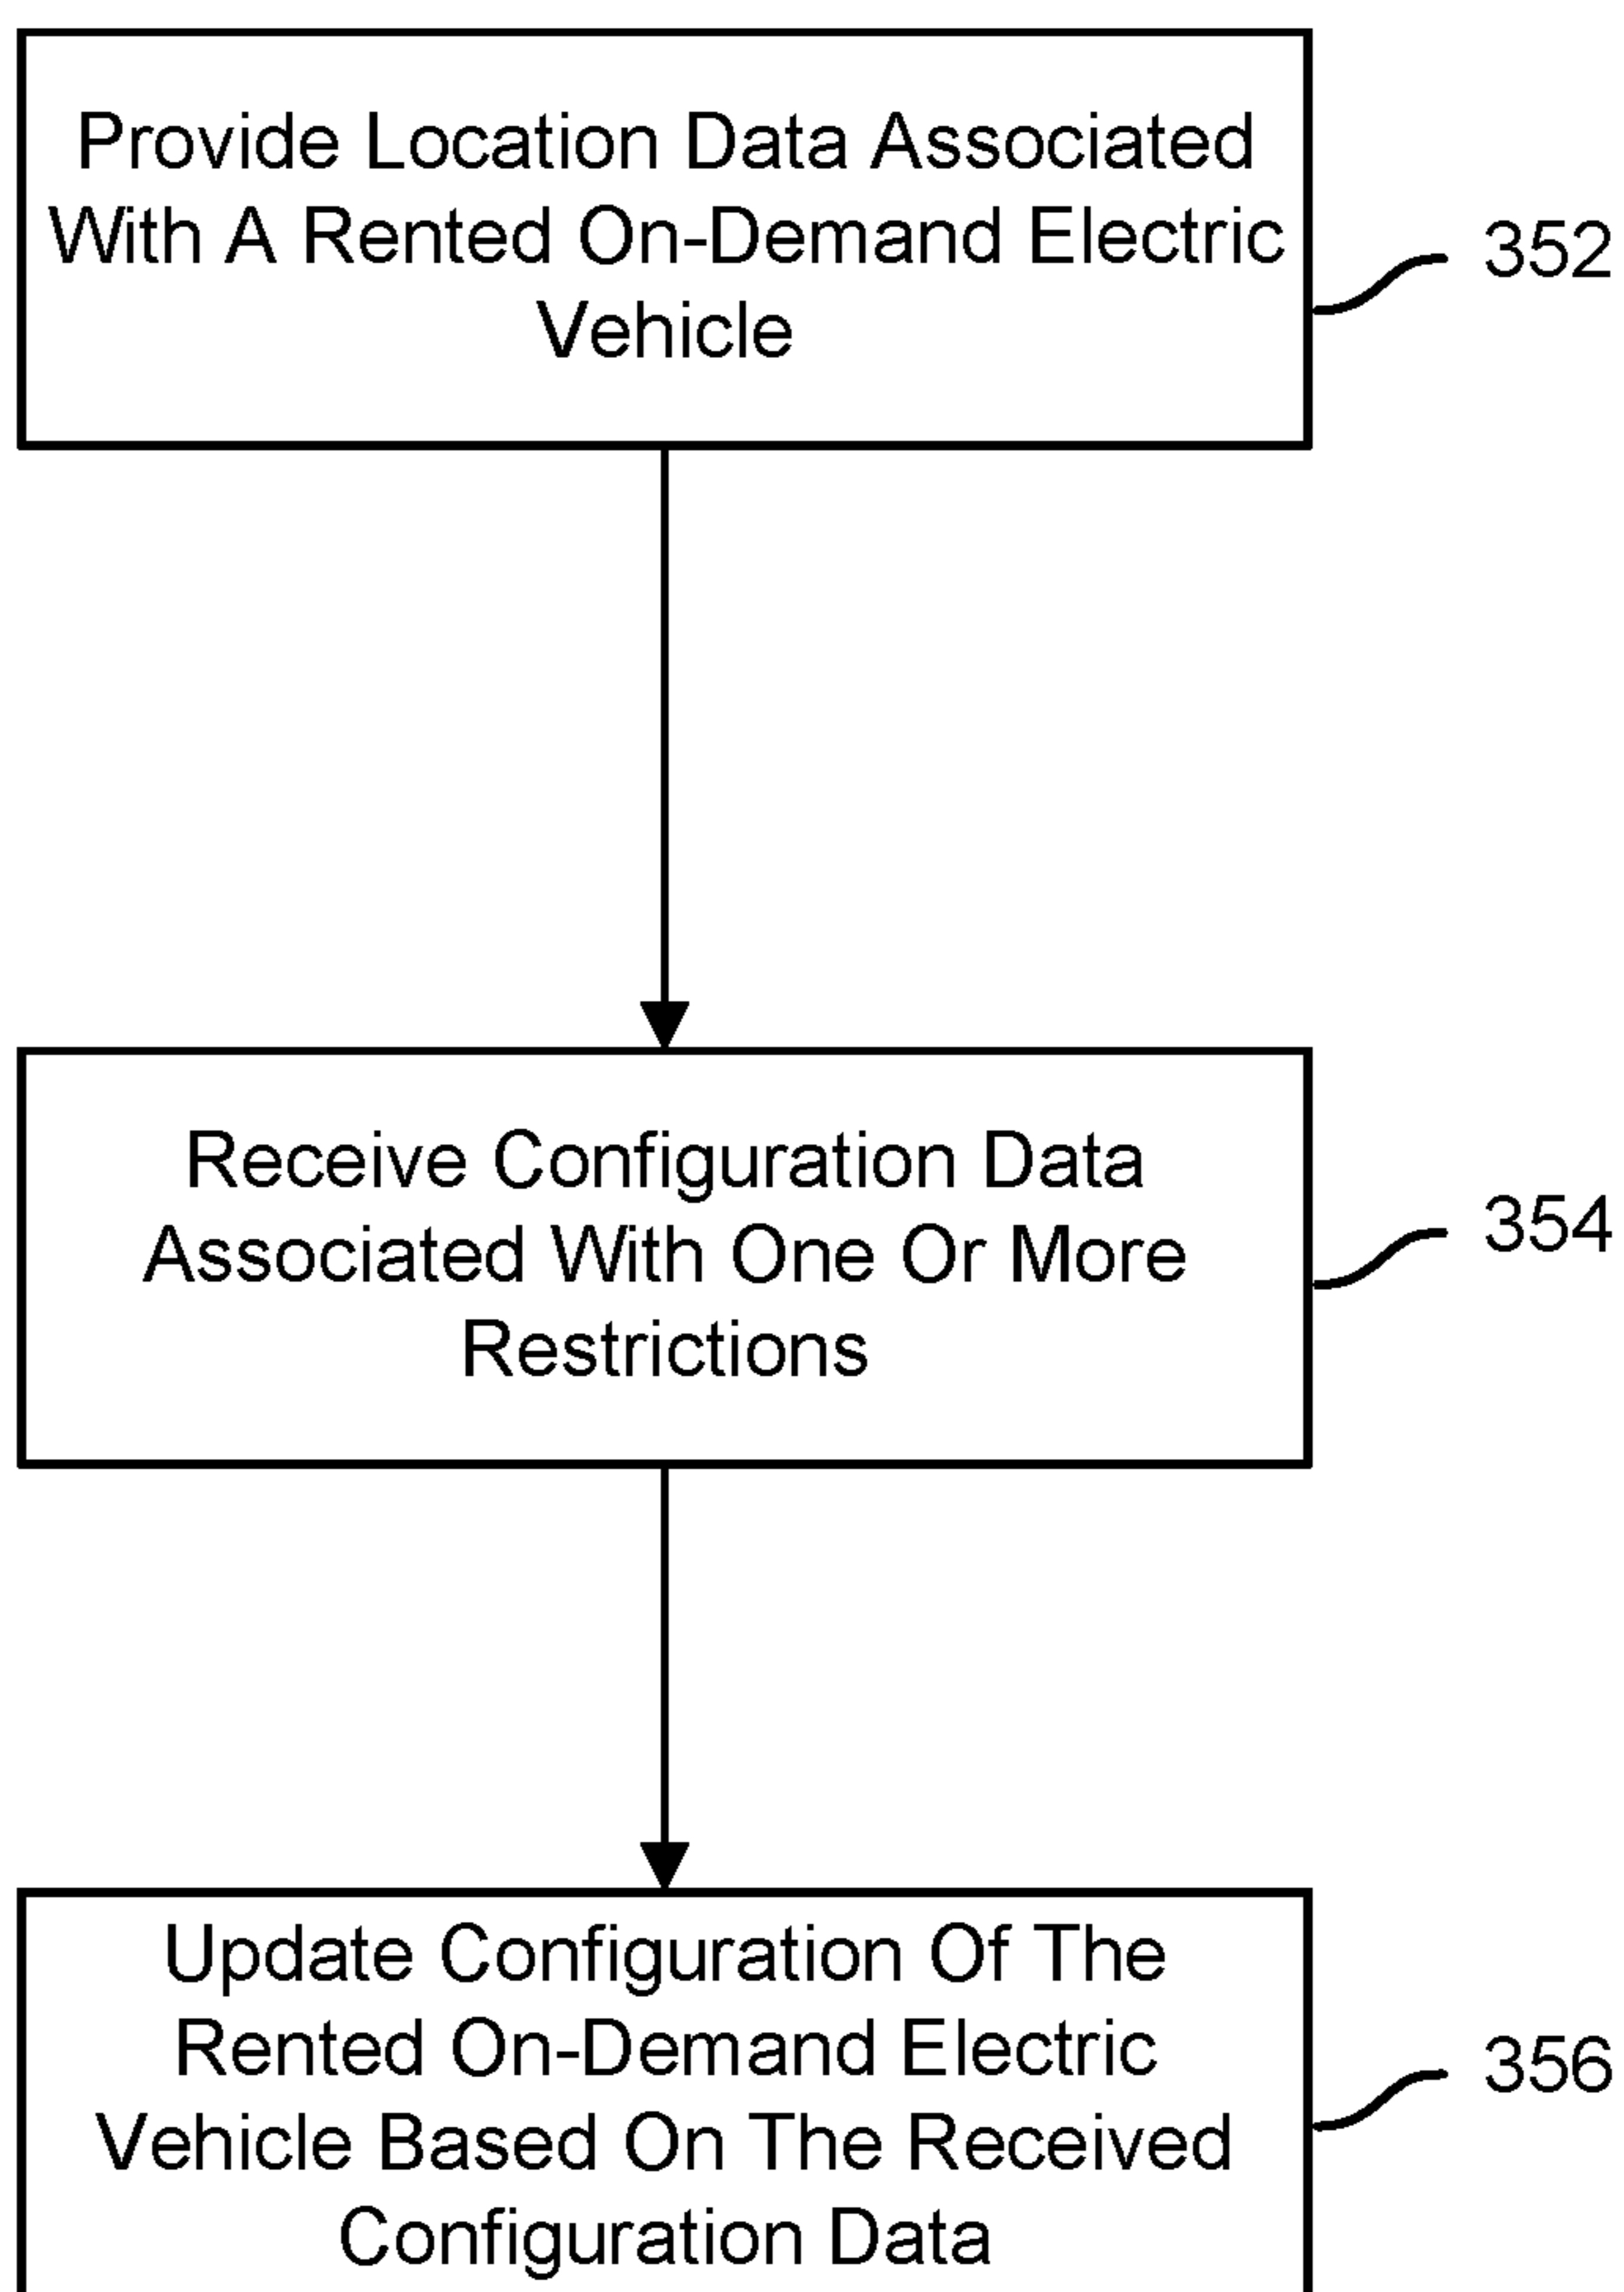 Provide Location Data Associated
With A Rented On-Demand Electric
Vehicle
352
Receive Configuration Data
Associated With One Or More
Restrictions
354
Update Configuration Of The
Rented On-Demand Electric
Vehicle Based On The Received
Configuration Data
356